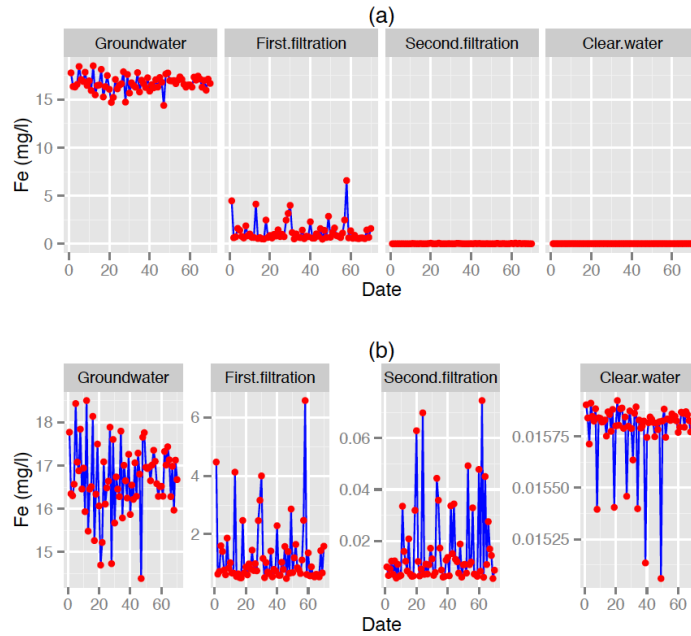 (a)
Groundwater First.filtration Second.filtration Clear.water
15
10
5
0
Fe (mg/l)
0 20 40 60 0 20 40 60 0 20 40 60 0 20 40 60
Date
(b)
Groundwater First.filtration Second.filtration Clear.water
18 6 0.06 0.01575
17 4 0.04 0.01550
16 2 0.02 0.01525
15
Fe (mg/l)
0 20 40 60 0 20 40 60 0 20 40 60 0 20 40 60
Date